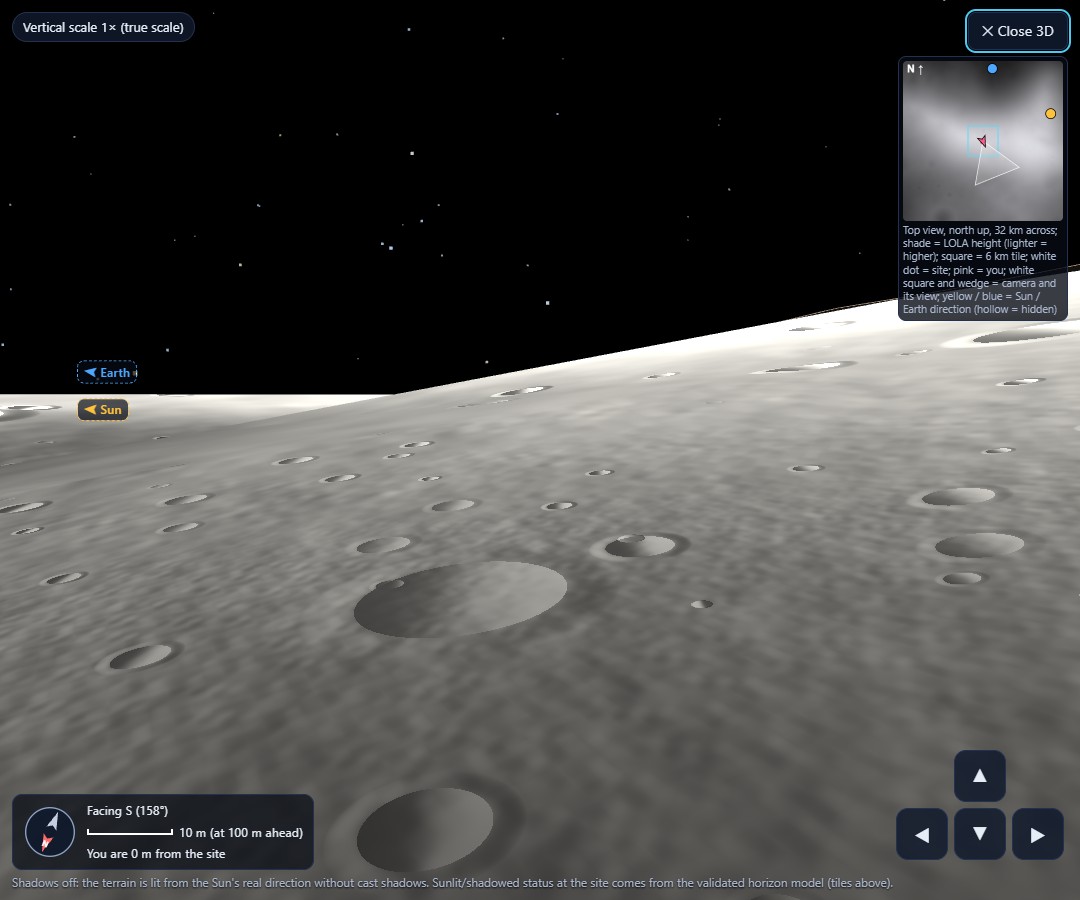 Vertical scale 1× (true scale)
✕ Close 3D
N ↑
Top view, north up, 32 km across;
shade = LOLA height (lighter =
higher); square = 6 km tile; white
dot = site; pink = you; white
square and wedge = camera and
its view; yellow / blue = Sun /
Earth direction (hollow = hidden)
Earth
Sun
Facing S (158°)
10 m (at 100 m ahead)
You are 0 m from the site
Shadows off: the terrain is lit from the Sun's real direction without cast shadows. Sunlit/shadowed status at the site comes from the validated horizon model (tiles above).